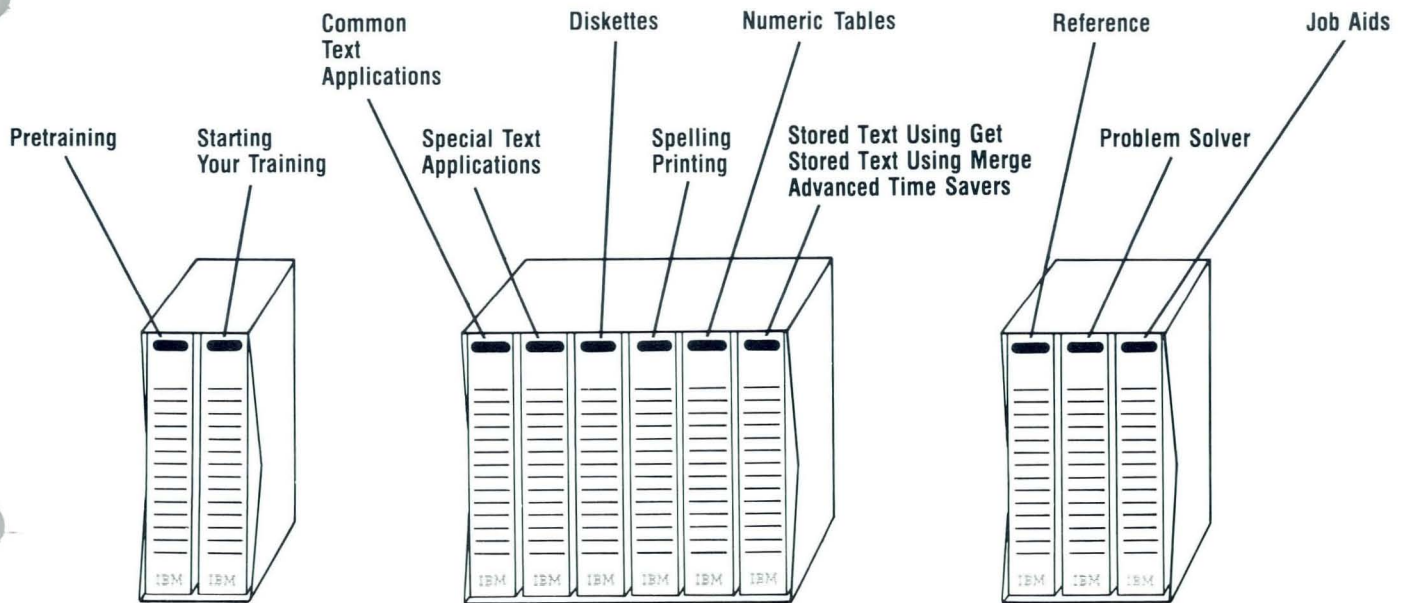 Common
Text
Applications
Diskettes
Numeric Tables
Reference
Job Aids
Pretraining
Starting
Your Training
Special Text
Applications
Spelling
Printing
Stored Text Using Get
Stored Text Using Merge
Advanced Time Savers
Problem Solver
IBM
IBM
IBM
IBM
IBM
IBM
IBM
IBM
IBM
IBM
IBM